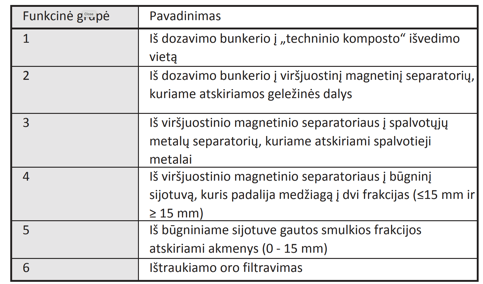 Funkcinė grupė Pavadinimas
1 Iš dozavimo bunkerio į „techninio komposto“ išvedimo
vietą
2 Iš dozavimo bunkerio į viršjuostinį magnetinį separatorių,
kuriame atskiriamos geležinės dalys
3 Iš viršjuostinio magnetinio separatoriaus į spalvotųjų
metalų separatorių, kuriame atskiriami spalvotieji
metalai
4 Iš viršjuostinio magnetinio separatoriaus į būgninį
sijotuvą, kuris padalija medžiagą į dvi frakcijas (≤15 mm ir
≥ 15 mm)
5 Iš būgniniame sijotuve gautos smulkios frakcijos
atskiriami akmenys (0 - 15 mm)
6 Ištraukiamo oro filtravimas